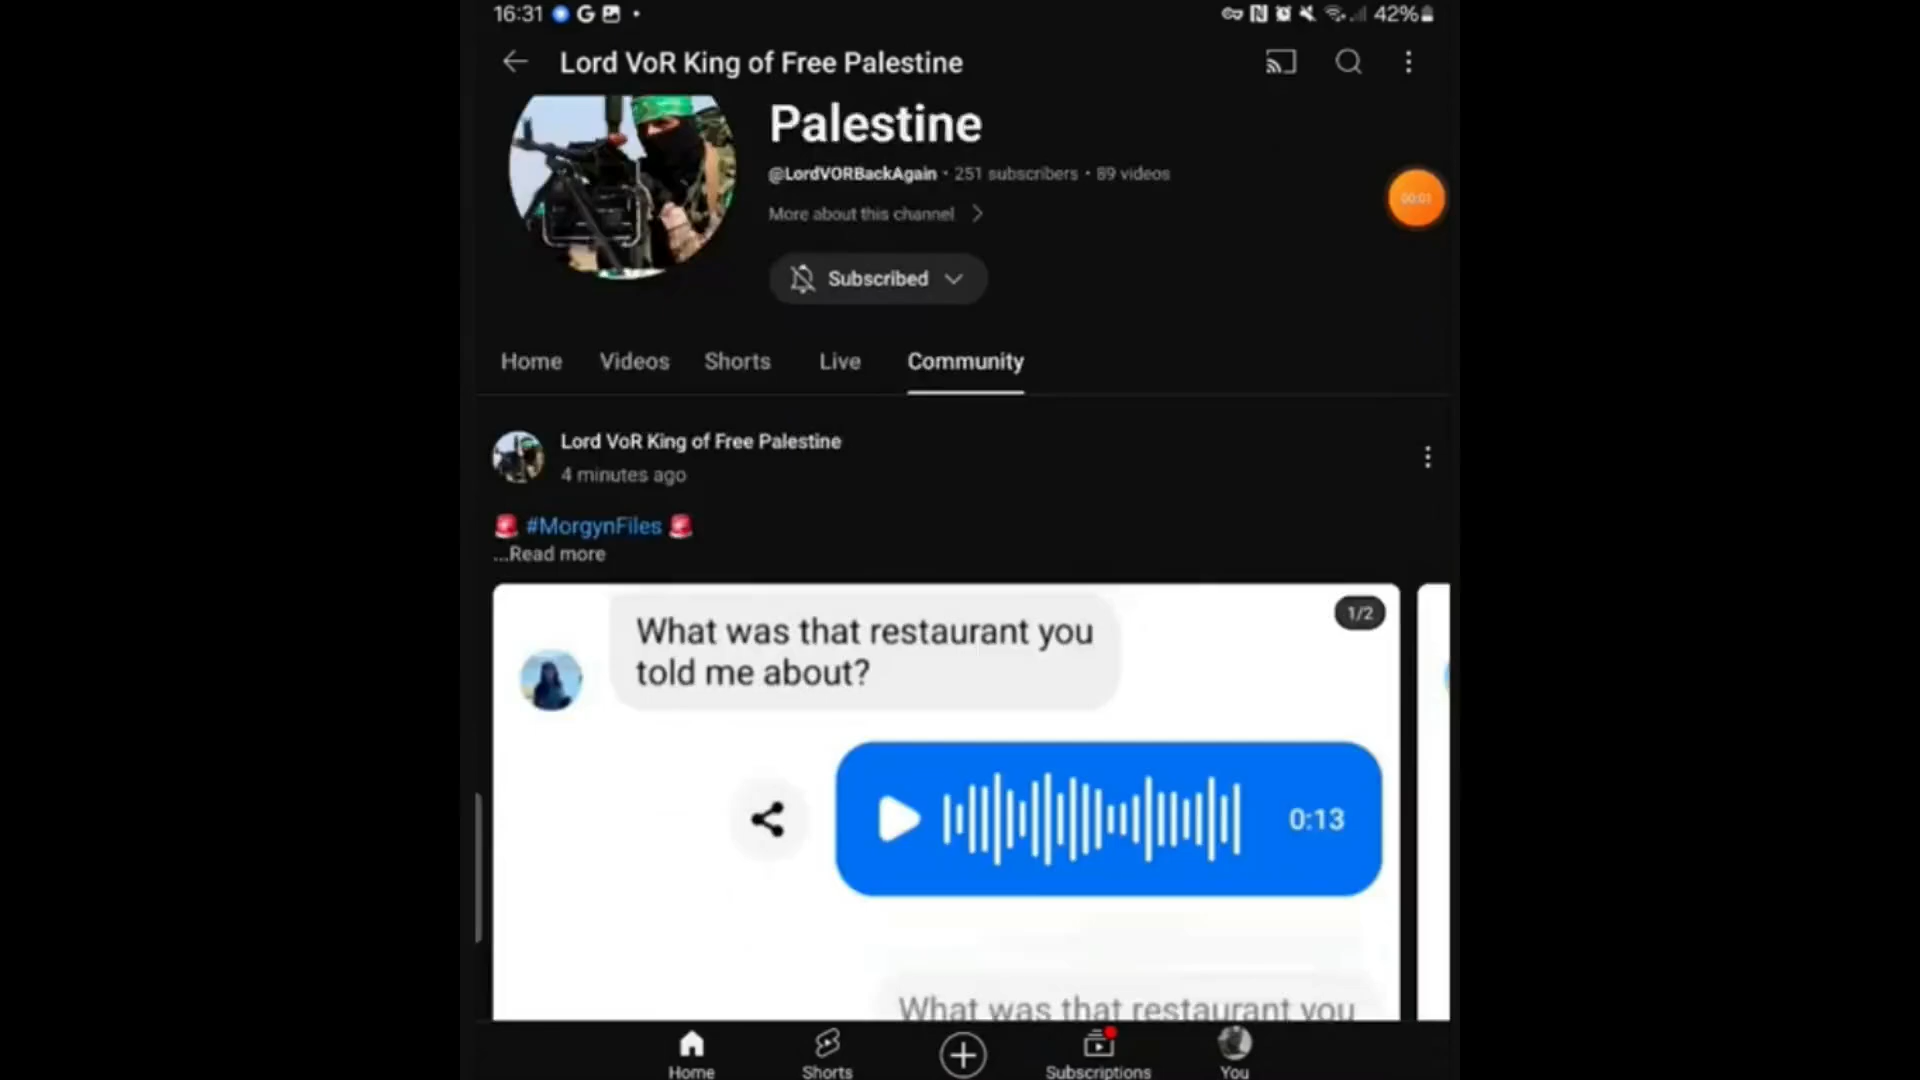 16:31
42%
Lord VoR King of Free Palestine
Palestine
@LordVORBackAgain • 251 subscribers • 89 videos
More about this channel
00:01
Subscribed
Home Videos Shorts Live Community
Lord VoR King of Free Palestine
4 minutes ago
#MorgynFiles
...Read more
1/2
What was that restaurant you
told me about?
0:13
What was that restaurant you
Home Shorts Subscriptions You